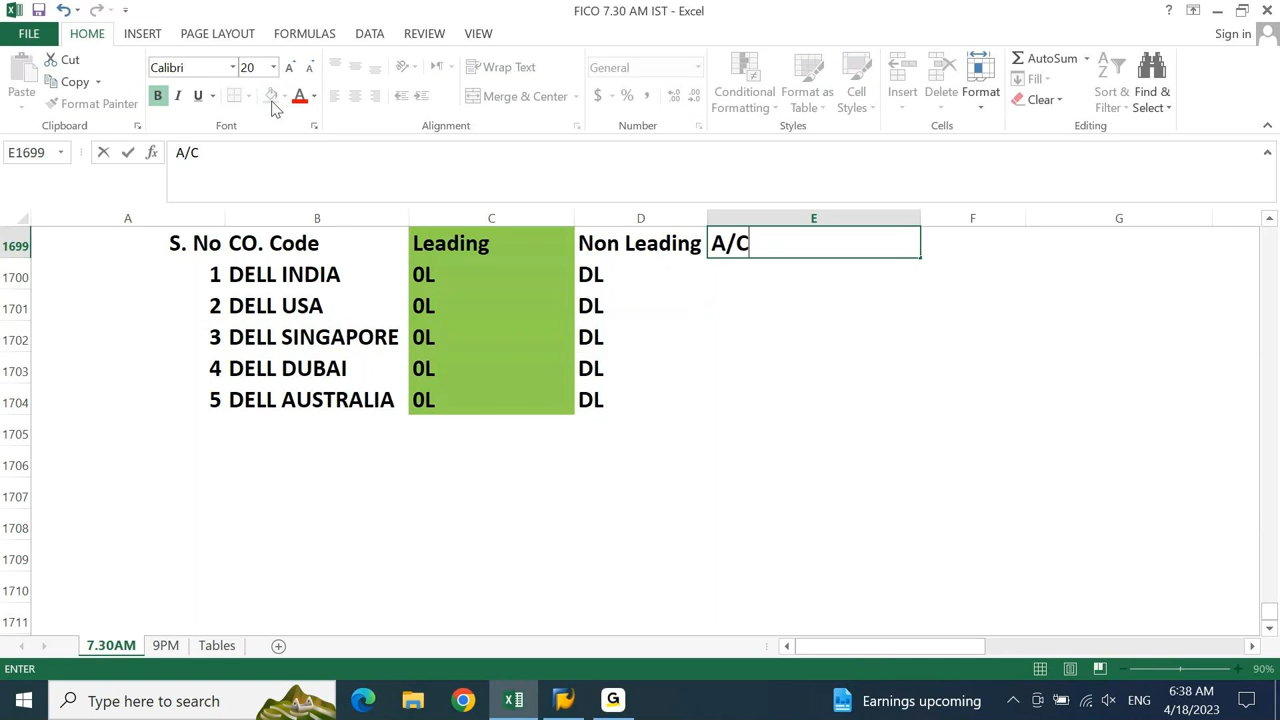 FICO 7.30 AM IST - Excel
? Sign in
FILE HOME INSERT PAGE LAYOUT FORMULAS DATA REVIEW VIEW
Paste Cut Copy Format Painter
Clipboard
Calibri 20
B I U A
Font
Wrap Text
Merge & Center
Alignment
General
$ % ,
Number
Conditional Formatting Format as Table Cell Styles
Styles
Insert Delete Format
Cells
AutoSum Fill Clear Sort & Filter Find & Select
Editing
E1699 fx A/C
A B C D E F G
1699 S. No CO. Code Leading Non Leading A/C
1700 1 DELL INDIA 0L DL
1701 2 DELL USA 0L DL
1702 3 DELL SINGAPORE 0L DL
1703 4 DELL DUBAI 0L DL
1704 5 DELL AUSTRALIA 0L DL
1705
1706
1707
1708
1709
1710
1711
7.30AM 9PM Tables
ENTER 90%
Type here to search G Earnings upcoming ENG 6:38 AM
4/18/2023